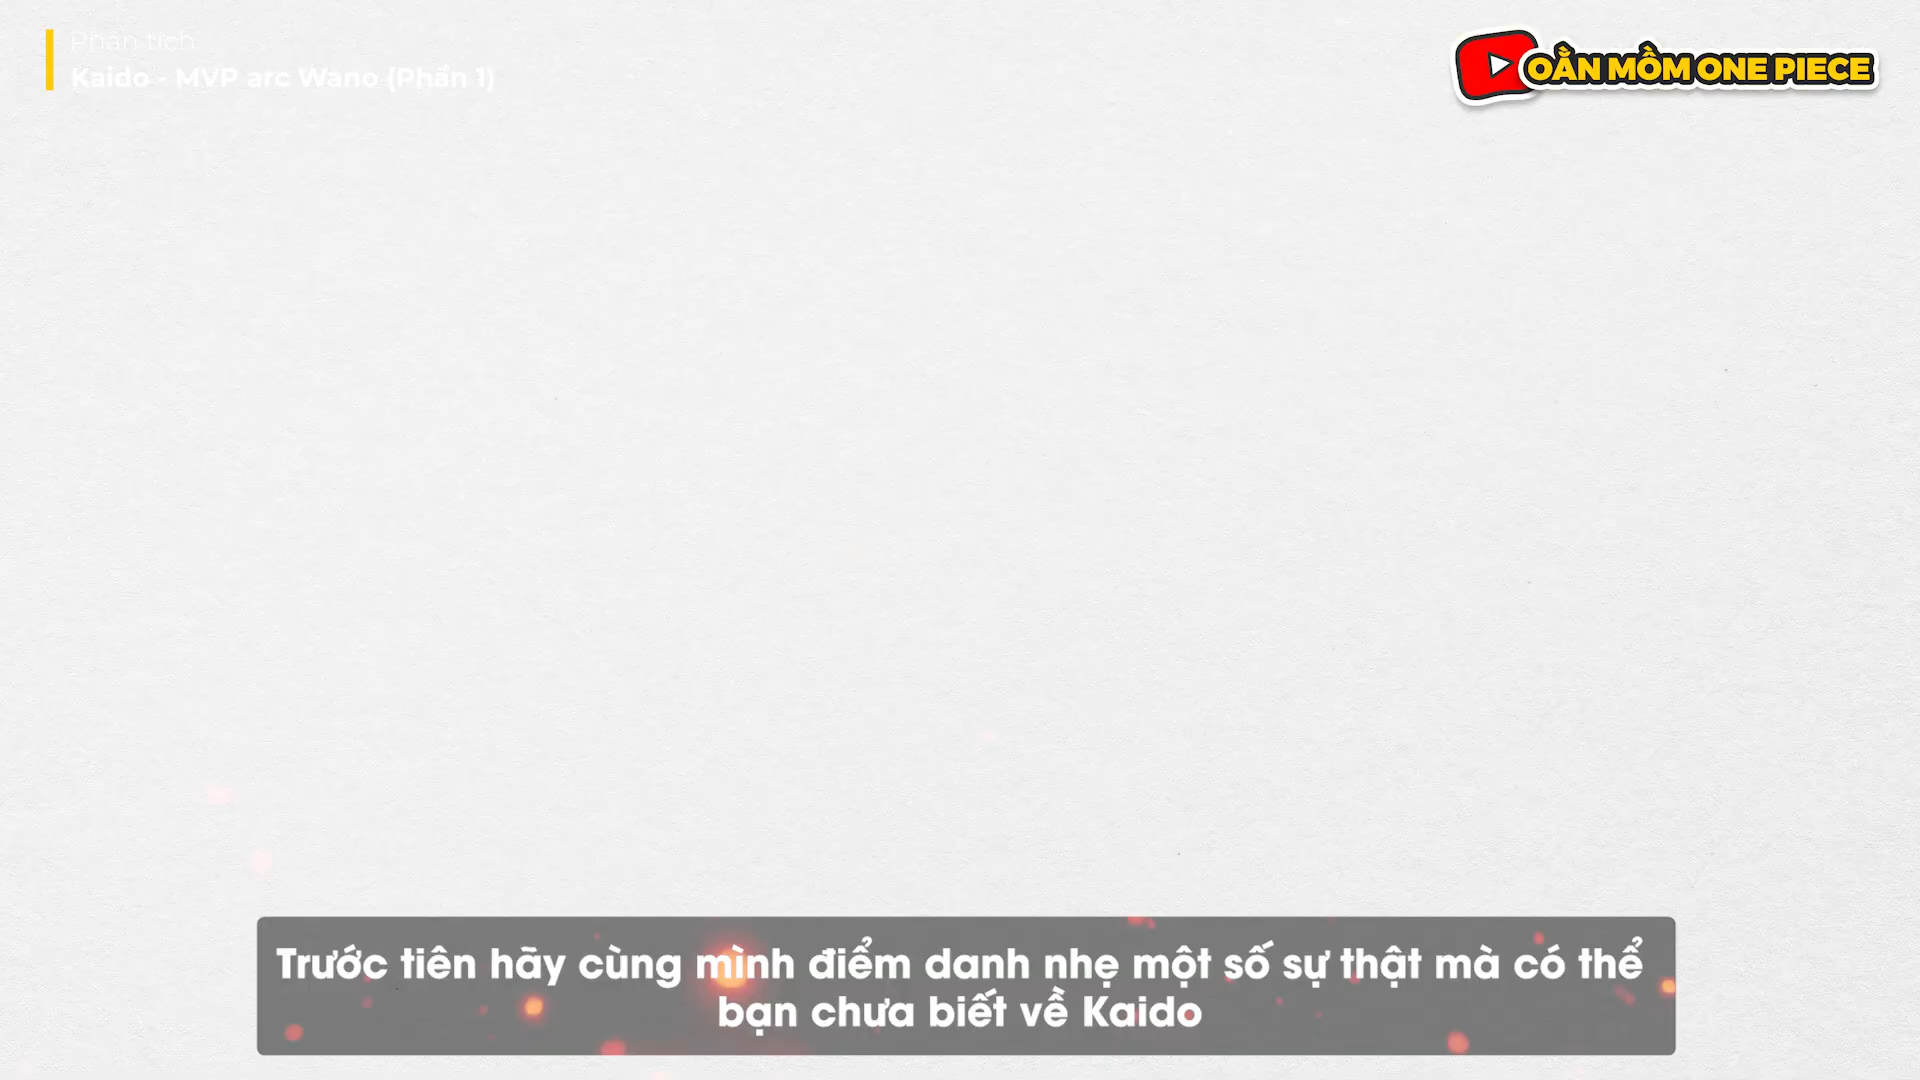 Phân tích
Kaido - MVP arc Wano (Phần 1)
OẰN MỒM ONE PIECE
Trước tiên hãy cùng mình điểm danh nhẹ một số sự thật mà có thể
bạn chưa biết về Kaido